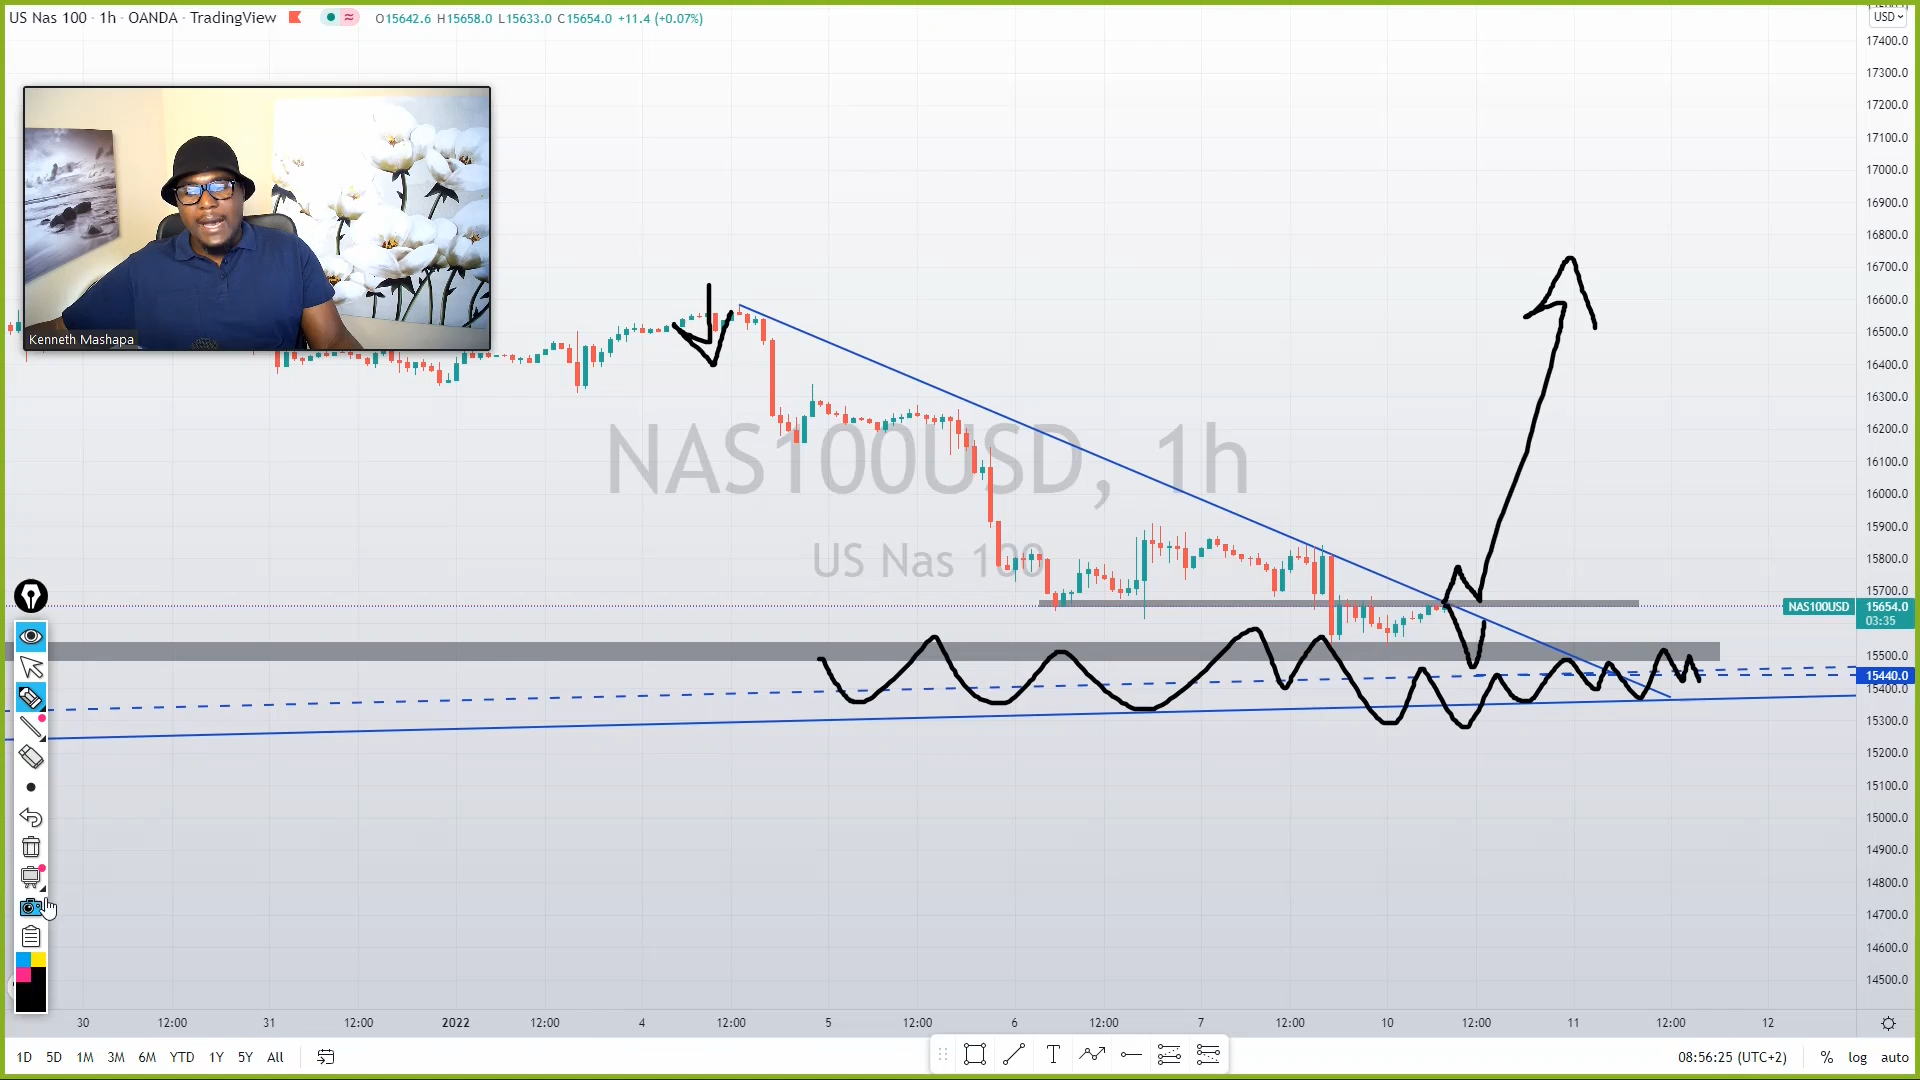 US Nas 100 · 1h · OANDA · TradingView
O15642.6 H15658.0 L15633.0 C15654.0 +11.4 (+0.07%)
USD
17400.0
17300.0
17200.0
17100.0
17000.0
16900.0
16800.0
16700.0
16600.0
16500.0
16400.0
16300.0
16200.0
16100.0
16000.0
15900.0
15800.0
15700.0
NAS100USD 15654.0
03:35
15500.0
15440.0
15400.0
15300.0
15200.0
15100.0
15000.0
14900.0
14800.0
14700.0
14600.0
14500.0
Kenneth Mashapa
NAS100USD, 1h
US Nas 100
30 12:00 31 12:00 2022 12:00 4 12:00 5 12:00 6 12:00 7 12:00 10 12:00 11 12:00 12
1D 5D 1M 3M 6M YTD 1Y 5Y All
T
08:56:25 (UTC+2) % log auto